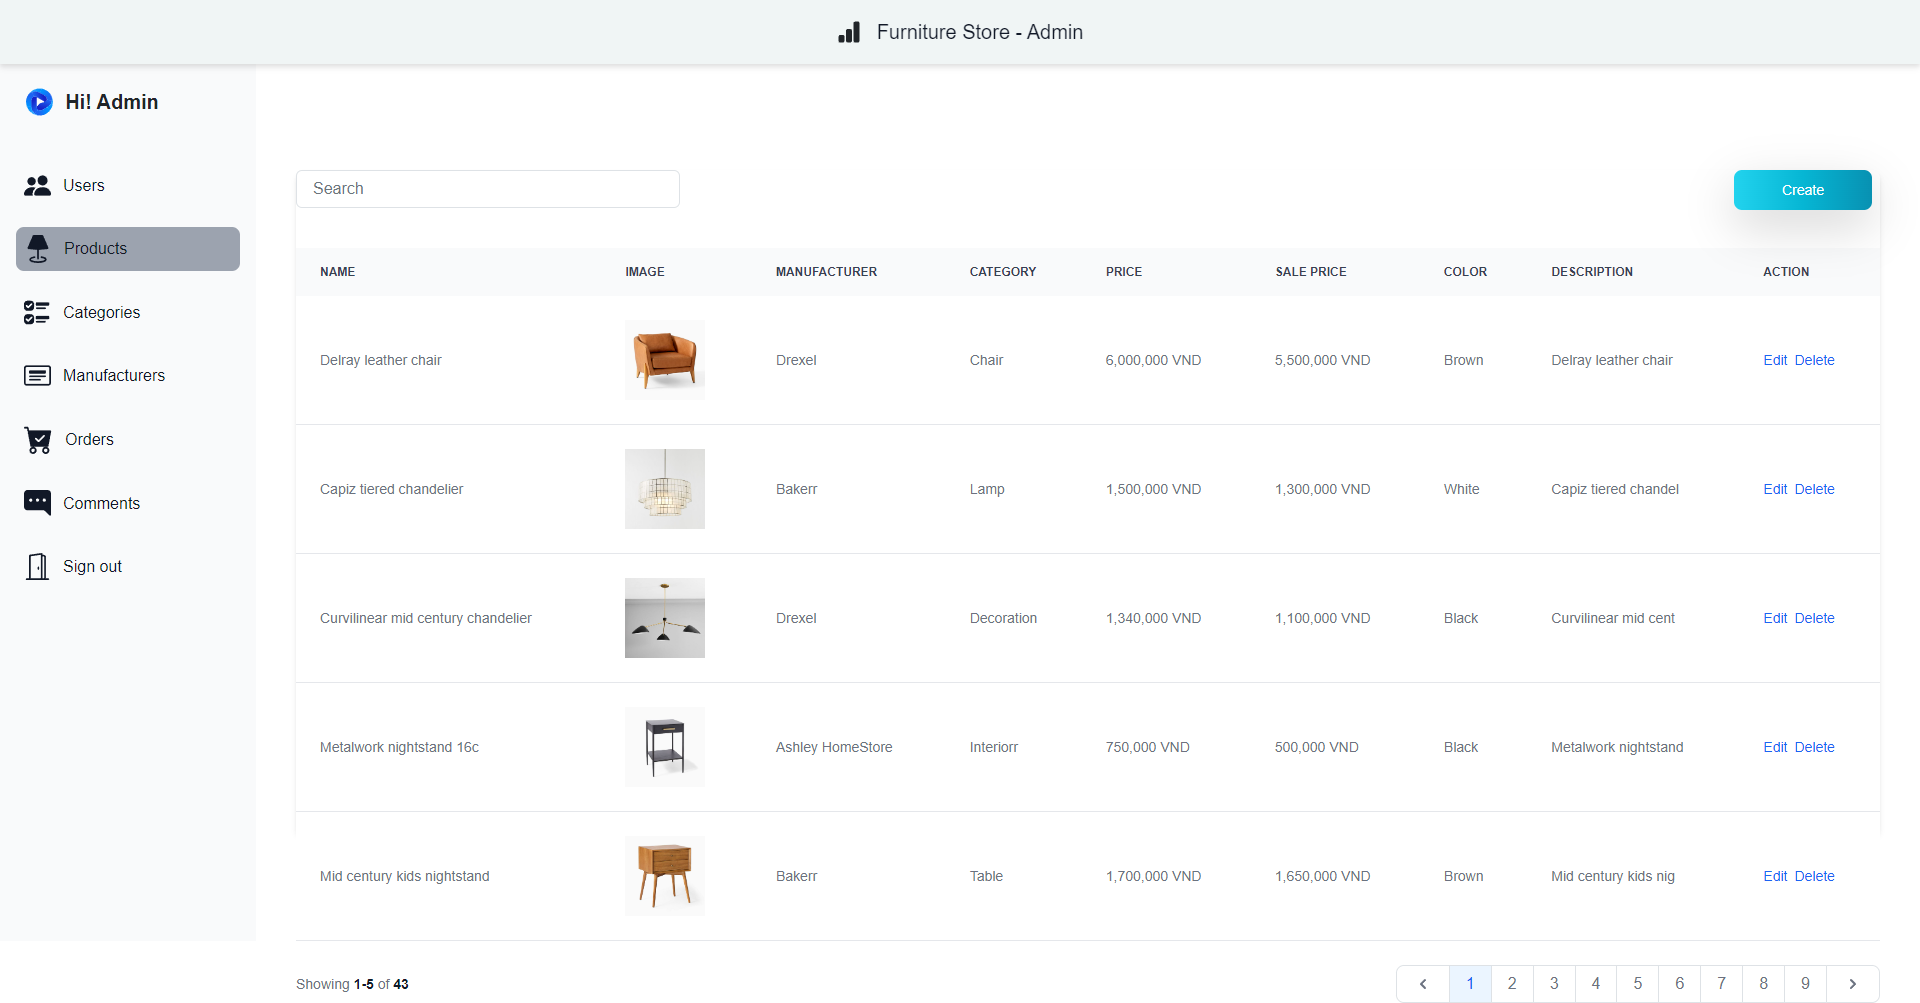 Furniture Store - Admin
Hi! Admin
Users
Products
Categories
Manufacturers
Orders
Comments
Sign out
Search
Create
NAME IMAGE MANUFACTURER CATEGORY PRICE SALE PRICE COLOR DESCRIPTION ACTION
Delray leather chair Drexel Chair 6,000,000 VND 5,500,000 VND Brown Delray leather chair Edit Delete
Capiz tiered chandelier Bakerr Lamp 1,500,000 VND 1,300,000 VND White Capiz tiered chandel Edit Delete
Curvilinear mid century chandelier Drexel Decoration 1,340,000 VND 1,100,000 VND Black Curvilinear mid cent Edit Delete
Metalwork nightstand 16c Ashley HomeStore Interiorr 750,000 VND 500,000 VND Black Metalwork nightstand Edit Delete
Mid century kids nightstand Bakerr Table 1,700,000 VND 1,650,000 VND Brown Mid century kids nig Edit Delete
Showing 1-5 of 43
1 2 3 4 5 6 7 8 9